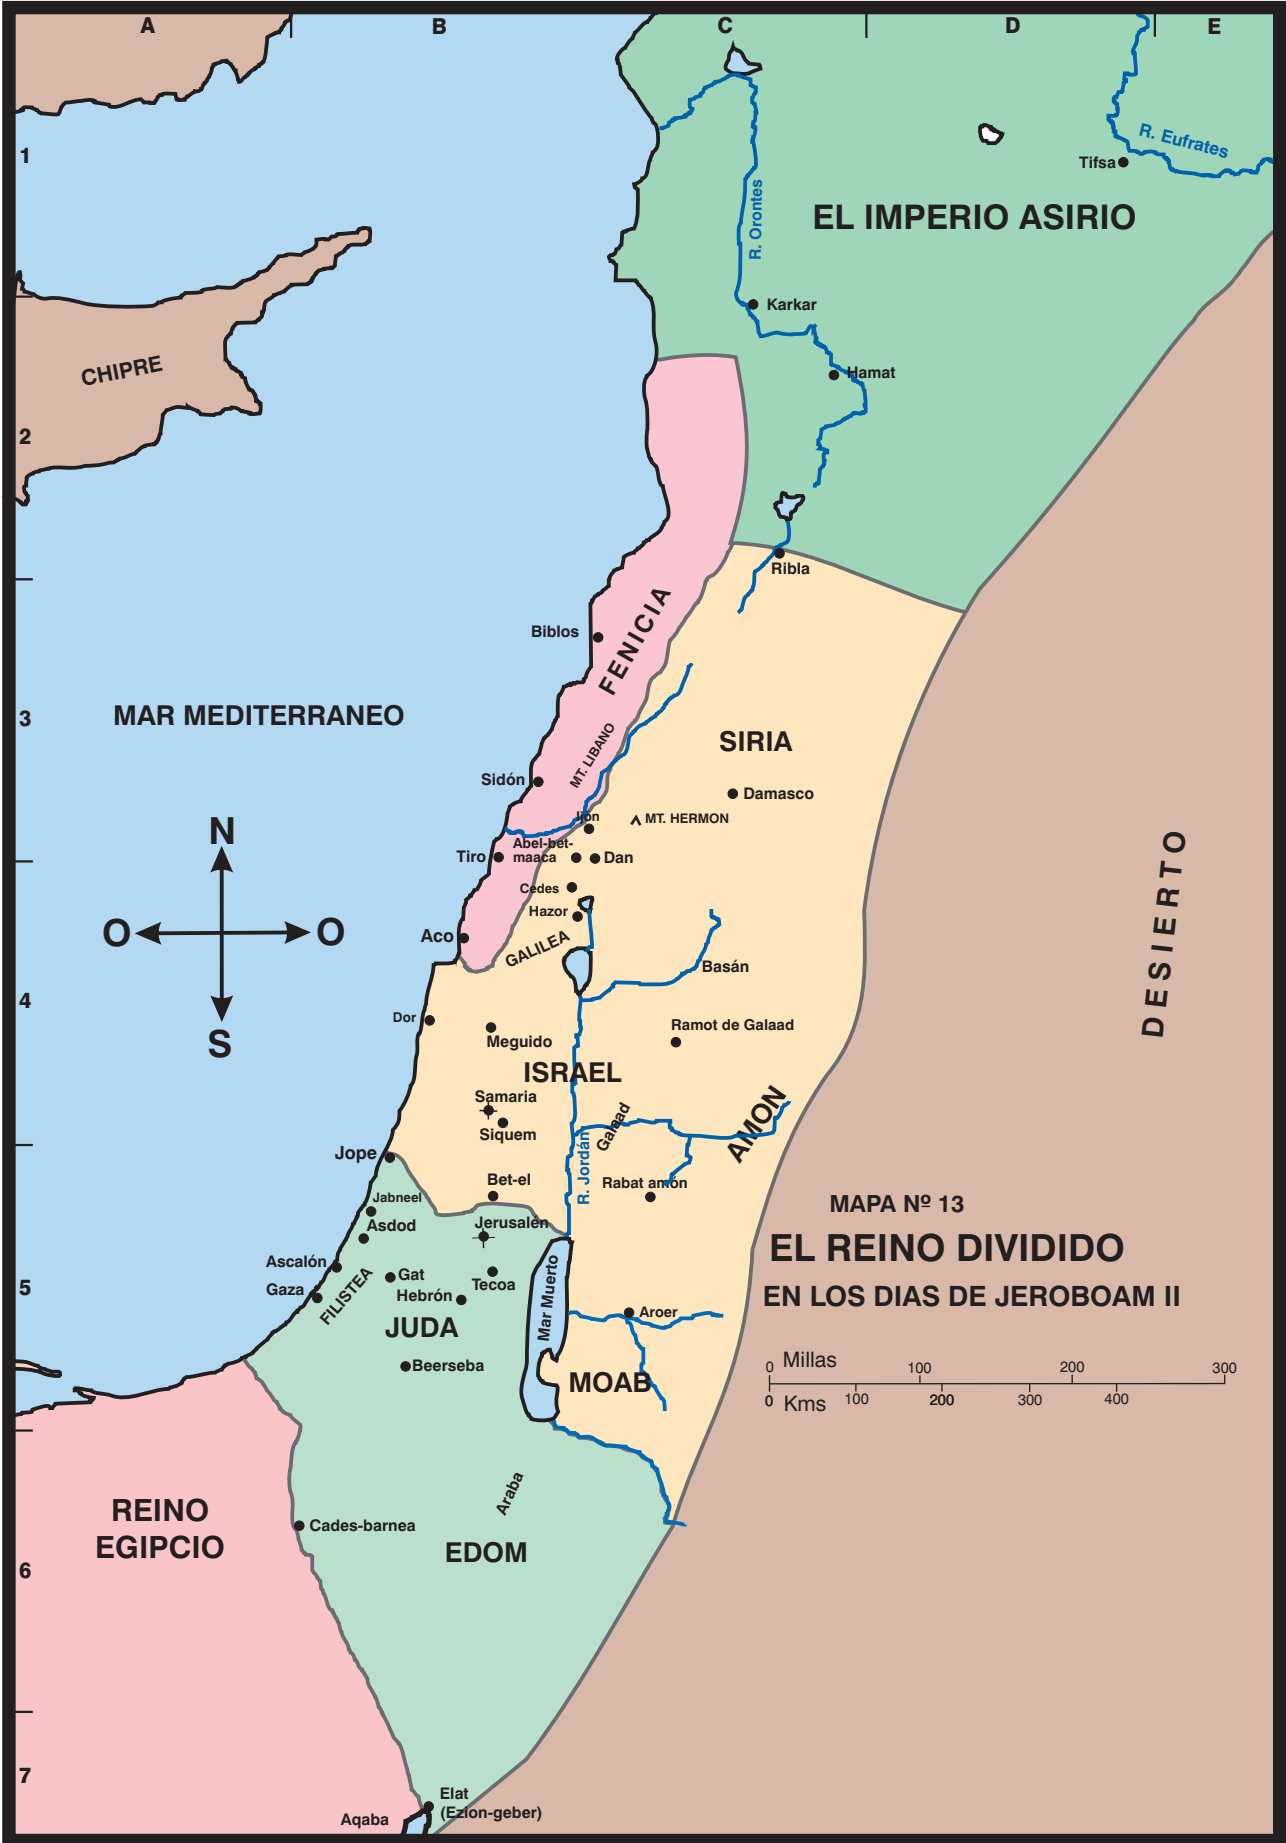 A
B
C
D
E
1
R. Eufrates
Tifsa
R. Orontes
EL IMPERIO ASIRIO
Karkar
CHIPRE
Hamat
2
Ribla
Biblos
FENICIA
3
MAR MEDITERRANEO
SIRIA
MT. LIBANO
Sidón
Damasco
Ijón
MT. HERMON
N
O
O
S
Tiro
Abel-bet-
maaca
Dan
Cedes
Hazor
Aco
GALILEA
Basán
DESIERTO
4
Dor
Meguido
Ramot de Galaad
ISRAEL
Samaria
Siquem
Galaad
AMON
Jope
R. Jordán
Bet-el
Rabat amón
Jabneel
Asdod
Jerusalén
MAPA Nº 13
EL REINO DIVIDIDO
EN LOS DIAS DE JEROBOAM II
Ascalón
Gaza
FILISTEA
Gat
Hebrón
Tecoa
5
Mar Muerto
Aroer
JUDA
Beerseba
MOAB
0 Millas 100 200 300
0 Kms 100 200 300 400
REINO
EGIPCIO
Araba
Cades-barnea
EDOM
6
7
Elat
(Ezion-geber)
Aqaba